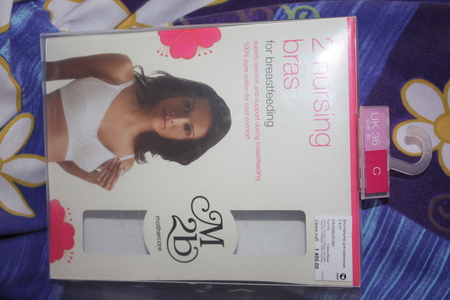 2 nursing
bras
for breastfeeding
superb comfort and support during breastfeeding
100% pure cotton for cool comfort
UK 36
C
M
2b
mothercare
1 400.00